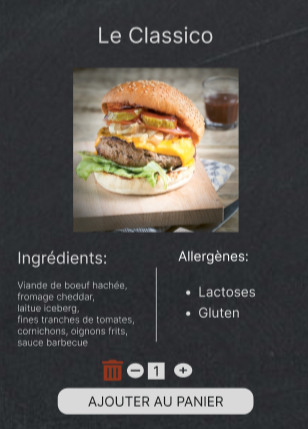 Le Classico
Ingrédients:
Viande de boeuf hachée,
fromage cheddar,
laitue iceberg,
fines tranches de tomates,
cornichons, oignons frits,
sauce barbecue
Allergènes:
• Lactoses
• Gluten
1
AJOUTER AU PANIER